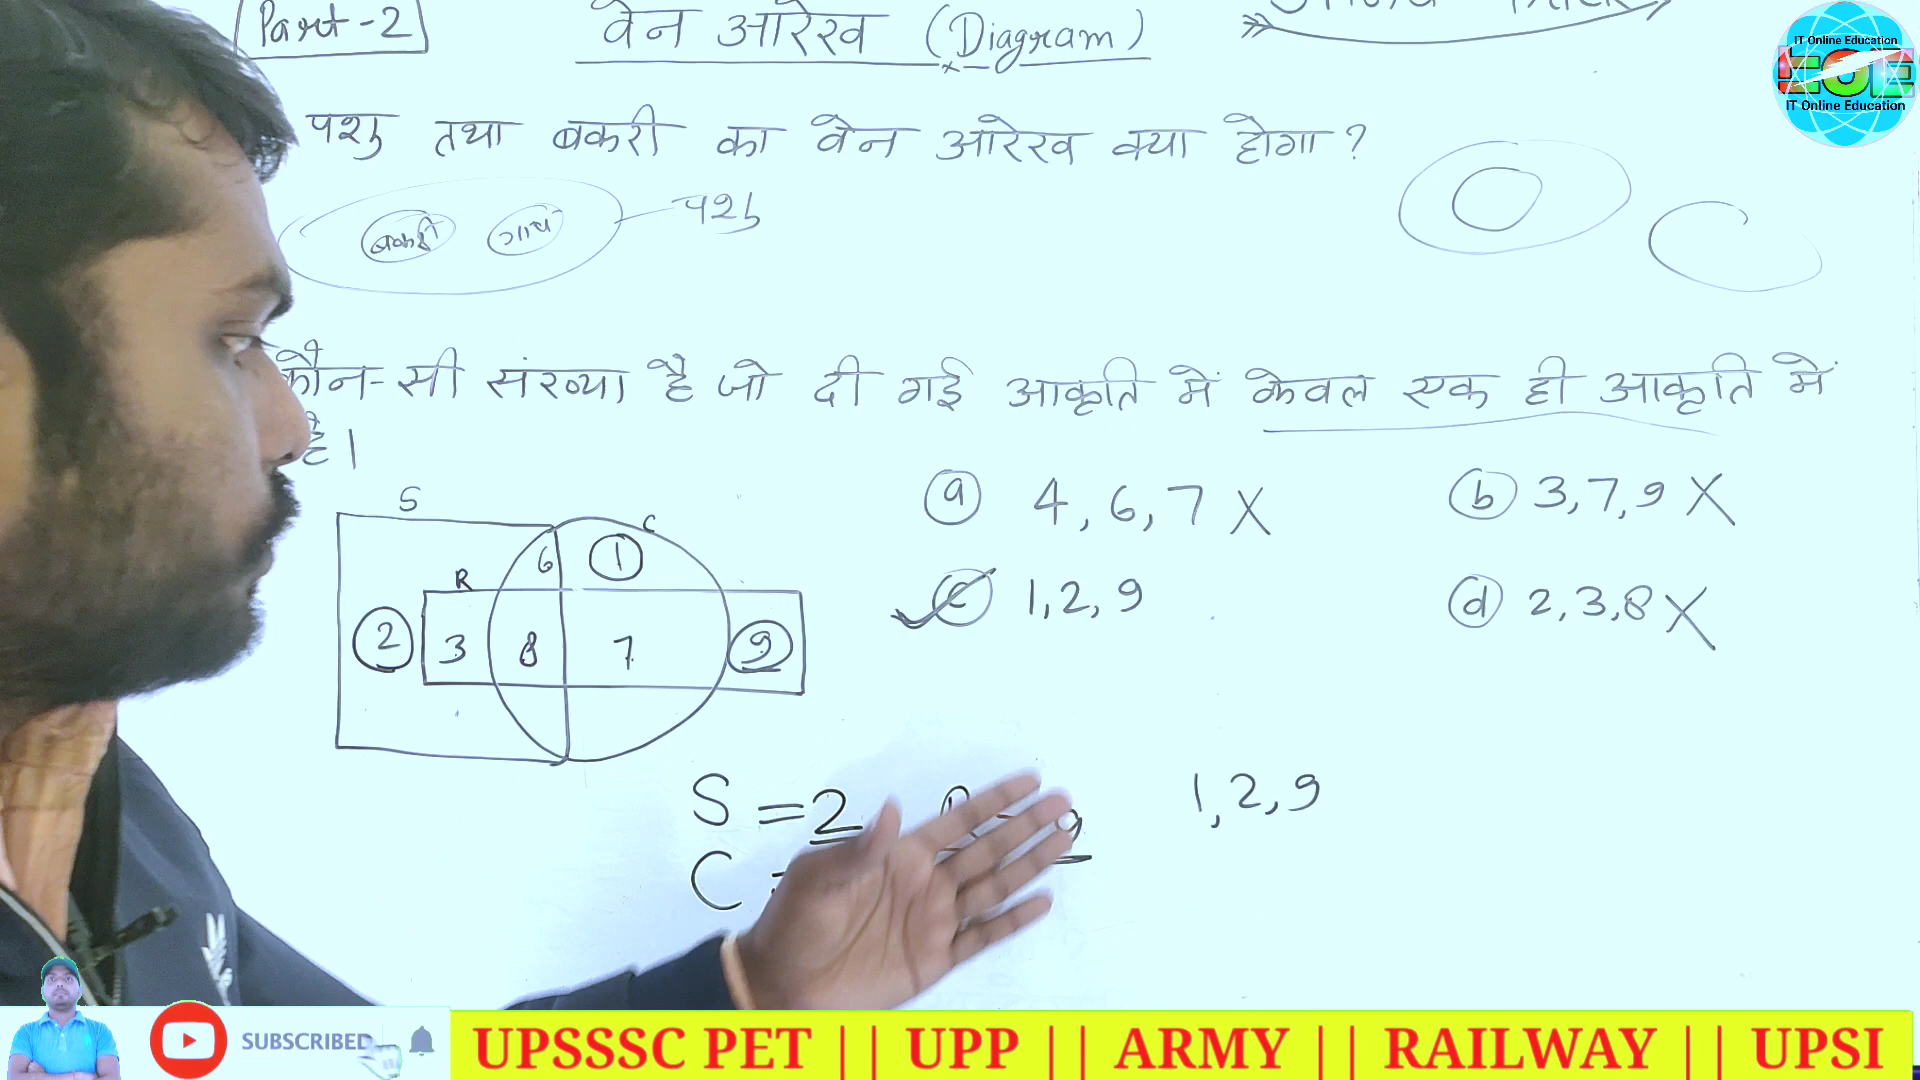 Part-2
वेन आरेख (Diagram)
IT Online Education
EOE
IT Online Education
पशु तथा बकरी का वेन आरेख क्या होगा?
बकरी गाय पशु
कौन-सी संख्या है जो दी गई आकृति में केवल एक ही आकृति में
है।
(a) 4, 6, 7 X
(b) 3, 7, 9 X
(c) 1, 2, 9
(d) 2, 3, 8 X
S
C
6 1
R
2 3 8 7 9
S = 2
1, 2, 9
C =
SUBSCRIBED
UPSSSC PET || UPP || ARMY || RAILWAY || UPSI